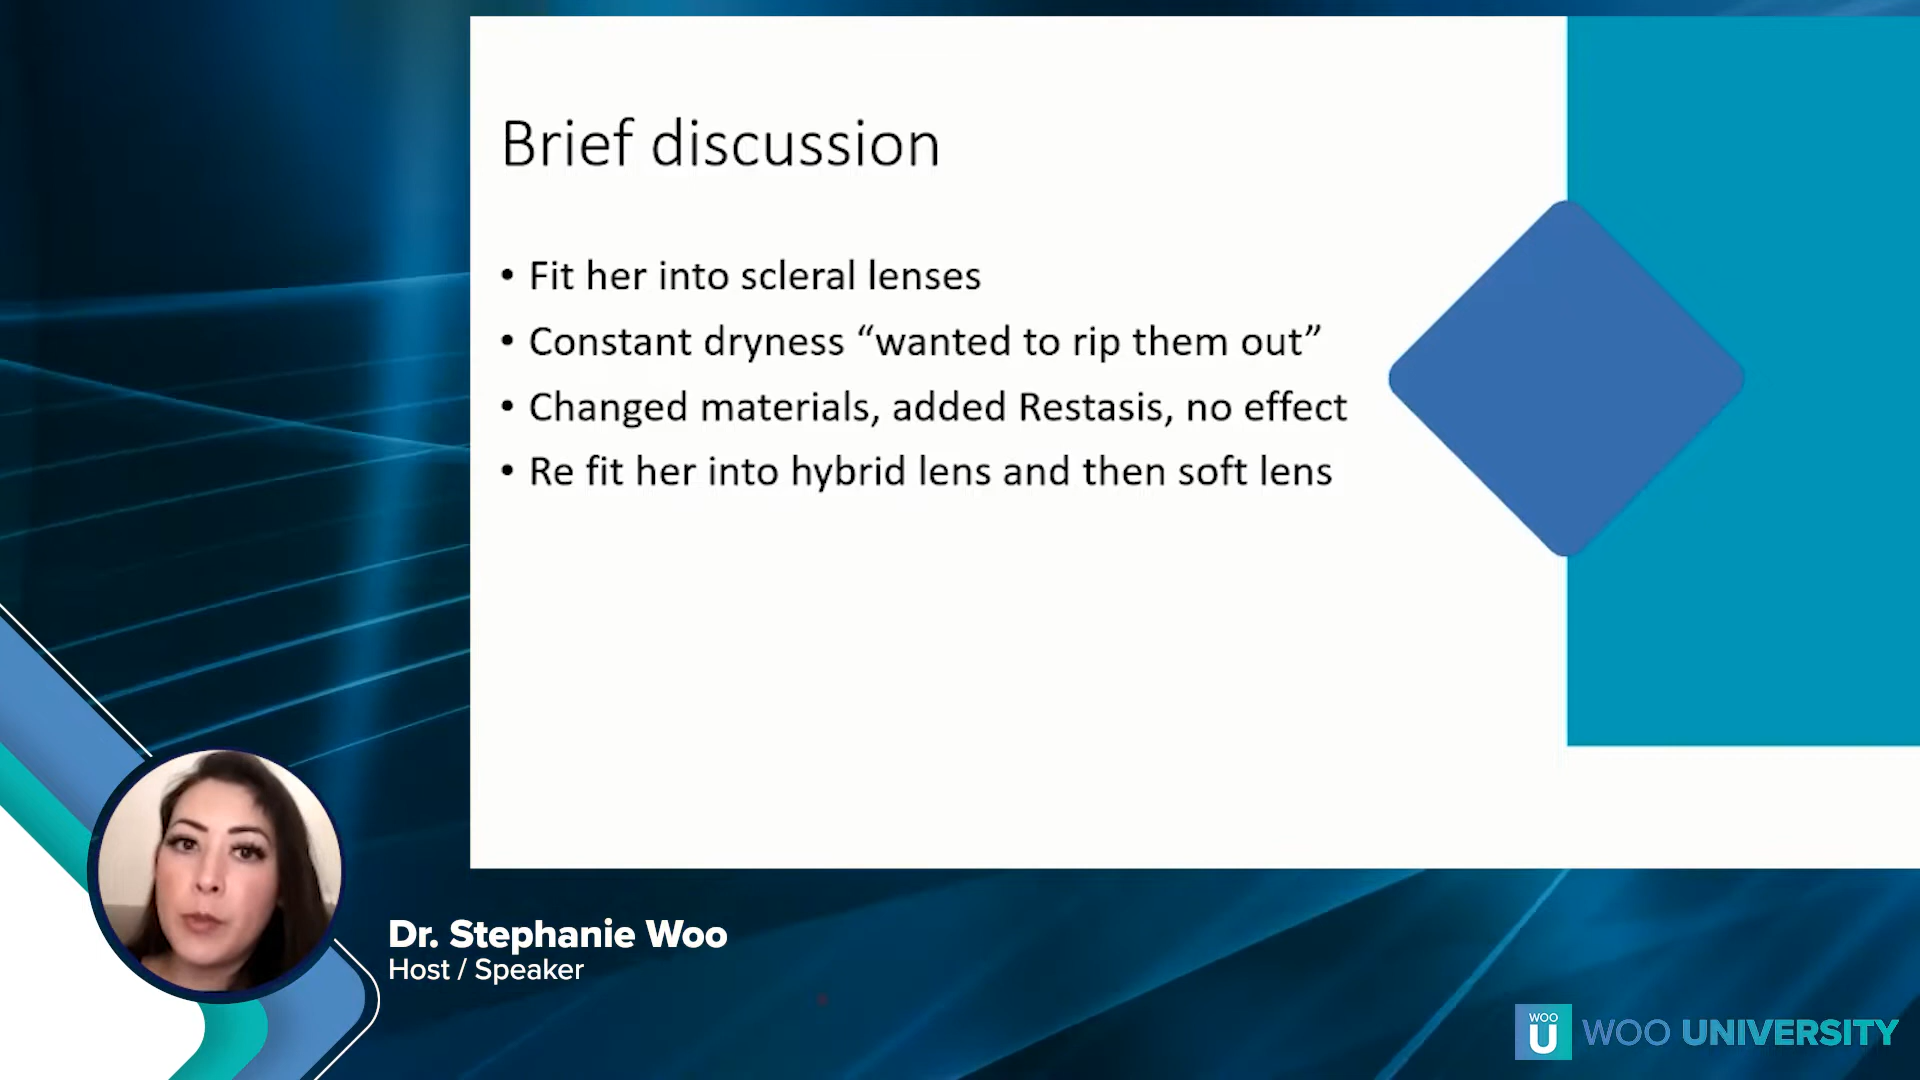 Brief discussion
• Fit her into scleral lenses
• Constant dryness “wanted to rip them out”
• Changed materials, added Restasis, no effect
• Re fit her into hybrid lens and then soft lens
Dr. Stephanie Woo
Host / Speaker
WOO
U
WOO UNIVERSITY